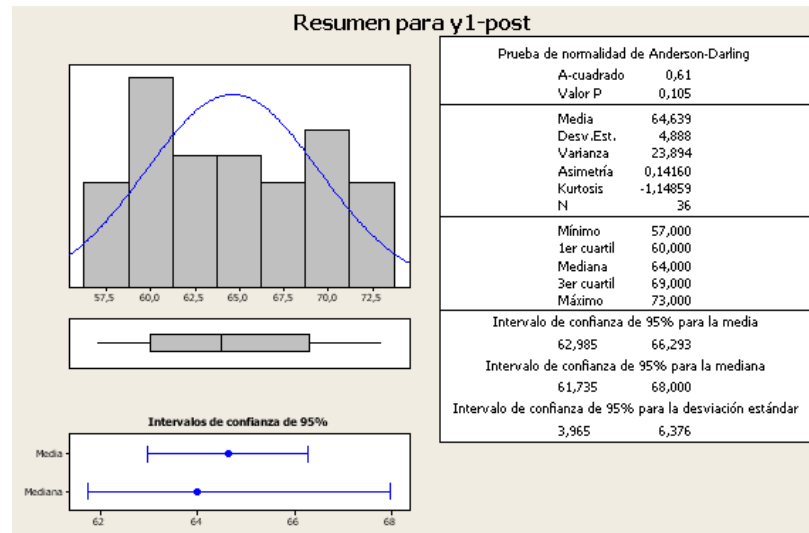 Resumen para y1-post
57,5 60,0 62,5 65,0 67,5 70,0 72,5
Intervalos de confianza de 95%
Media
Mediana
62 64 66 68
Prueba de normalidad de Anderson-Darling
A-cuadrado 0,61
Valor P 0,105
Media 64,639
Desv.Est. 4,888
Varianza 23,894
Asimetría 0,14160
Kurtosis -1,14859
N 36
Mínimo 57,000
1er cuartil 60,000
Mediana 64,000
3er cuartil 69,000
Máximo 73,000
Intervalo de confianza de 95% para la media
62,985 66,293
Intervalo de confianza de 95% para la mediana
61,735 68,000
Intervalo de confianza de 95% para la desviación estándar
3,965 6,376